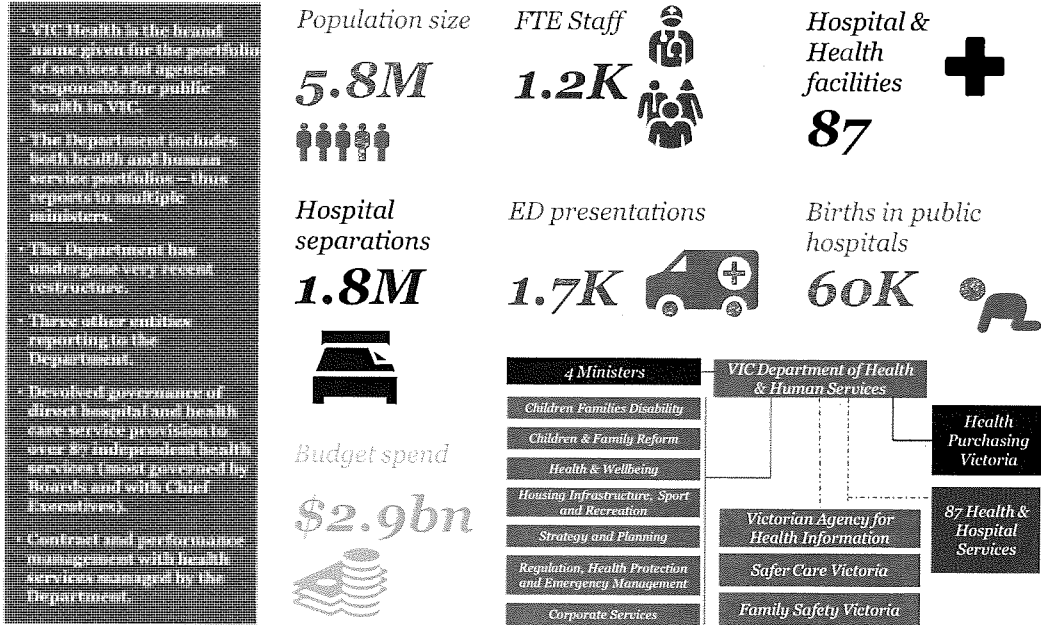 • VIC Health is the brand
name given for the portfolio
of services and agencies
responsible for public
health in VIC.
• The Department includes
both health and human
service portfolios – thus
reports to multiple
ministers.
• The Department has
undergone very recent
restructure.
• Three other entities
reporting to the
Department.
• Devolved governance of
direct hospital and health
care service provision to
over 87 independent health
services (most governed by
Boards and with Chief
Executives).
• Contract and performance
management with health
services managed by the
Department.
Population size
5.8M
FTE Staff
1.2K
Hospital &
Health
facilities
87
Hospital
separations
1.8M
ED presentations
1.7K
Births in public
hospitals
60K
Budget spend
$2.9bn
4 Ministers
Children Families Disability
Children & Family Reform
Health & Wellbeing
Housing Infrastructure, Sport
and Recreation
Strategy and Planning
Regulation, Health Protection
and Emergency Management
Corporate Services
VIC Department of Health
& Human Services
Victorian Agency for
Health Information
Safer Care Victoria
Family Safety Victoria
Health
Purchasing
Victoria
87 Health &
Hospital
Services